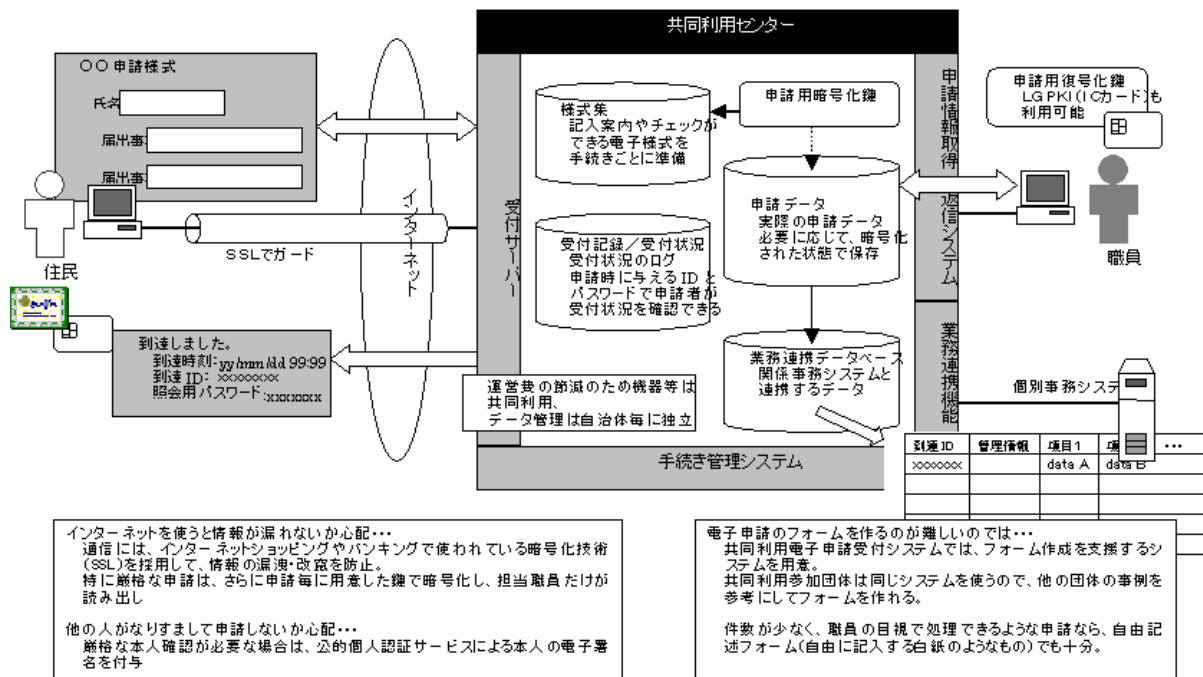 共同利用センター
〇〇申請様式
氏名
届出事
届出事
住民
SSLでガード
インターネット
到達しました。
到達時刻：yy/mm/dd 99:99
到達ID： xxxxxxxx
照会用パスワード：xxxxxxx
受付サーバー
様式集
記入案内やチェックが
できる電子様式を
手続きごとに準備
申請用暗号化鍵
受付記録／受付状況
受付状況のログ
申請時に与えるIDと
パスワードで申請者が
受付状況を確認できる
申請データ
実際の申請データ
必要に応じて、暗号化
された状態で保存
業務連携データベース
関係事務システムと
連携するデータ
運営費の節減のため機器等は
共同利用、
データ管理は自治体毎に独立
手続き管理システム
申請情報取得
返信システム
業務連携機能
申請用復号化鍵
LGPKI(ICカード)も
利用可能
職員
個別事務システ
到達ID 管理情報 項目1 項 ･･･
xxxxxxx data A data B
インターネットを使うと情報が漏れないか心配･･･
通信には、インターネットショッピングやバンキングで使われている暗号化技術
(SSL)を採用して、情報の漏洩・改竄を防止。
特に厳格な申請は、さらに申請毎に用意した鍵で暗号化し、担当職員だけが
読み出し
他の人がなりすまして申請しないか心配･･･
厳格な本人確認が必要な場合は、公的個人認証サービスによる本人の電子署
名を付与
電子申請のフォームを作るのが難しいのでは･･･
共同利用電子申請受付システムでは、フォーム作成を支援するシ
ステムを用意。
共同利用参加団体は同じシステムを使うので、他の団体の事例を
参考にしてフォームを作れる。
件数が少なく、職員の目視で処理できるような申請なら、自由記
述フォーム(自由に記入する白紙のようなもの)でも十分。